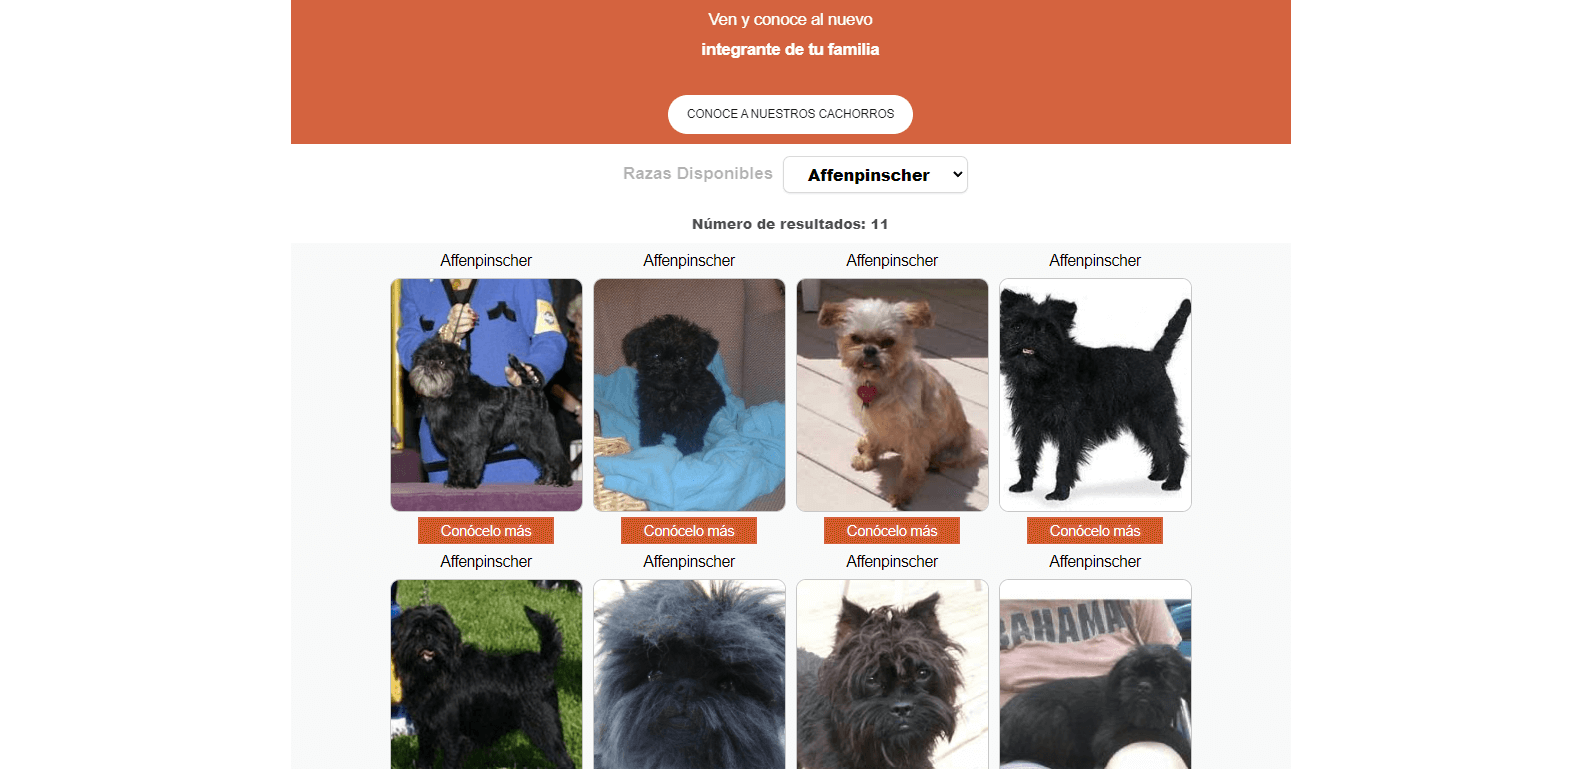 Ven y conoce al nuevo
integrante de tu familia
CONOCE A NUESTROS CACHORROS
Razas Disponibles Affenpinscher
Número de resultados: 11
Affenpinscher Affenpinscher Affenpinscher Affenpinscher
Conócelo más Conócelo más Conócelo más Conócelo más
Affenpinscher Affenpinscher Affenpinscher Affenpinscher
BAHAMA